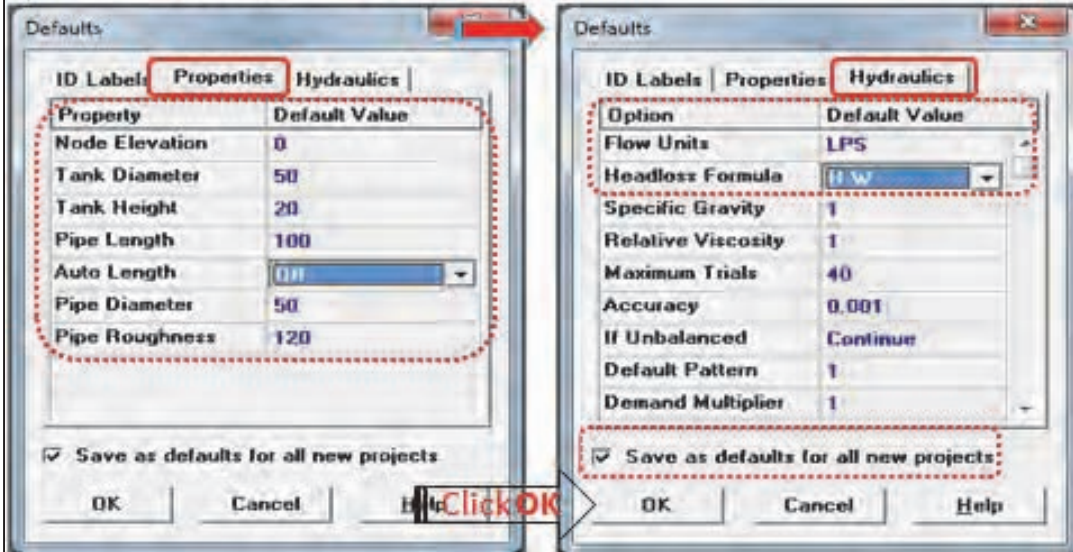 Defaults
ID Labels Properties Hydraulics
Property Default Value
Node Elevation 0
Tank Diameter 50
Tank Height 20
Pipe Length 100
Auto Length
Pipe Diameter 50
Pipe Roughness 120
Save as defaults for all new projects
OK Cancel
Click OK
Defaults
ID Labels Properties Hydraulics
Option Default Value
Flow Units LPS
Headloss Formula H-W
Specific Gravity 1
Relative Viscosity 1
Maximum Trials 40
Accuracy 0.001
If Unbalanced Continue
Default Pattern 1
Demand Multiplier 1
Save as defaults for all new projects
OK Cancel Help